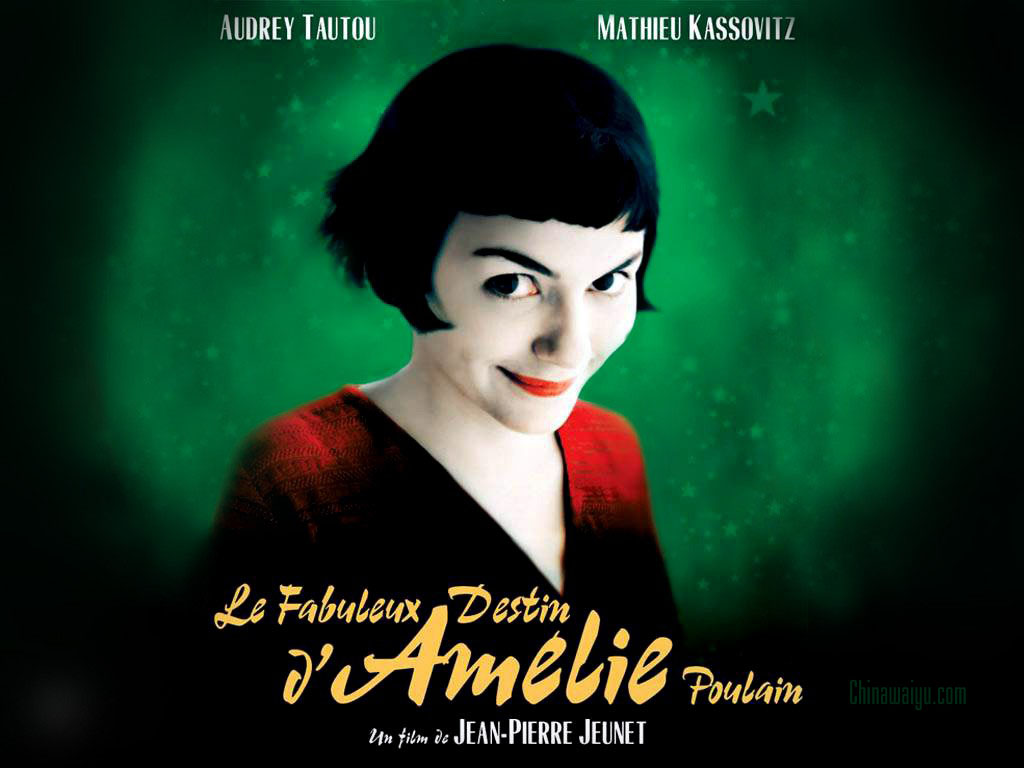 AUDREY TAUTOU MATHIEU KASSOVITZ
Le Fabuleux Destin
d'Amélie Poulain
Chinawaiyu.com
Un film de JEAN-PIERRE JEUNET